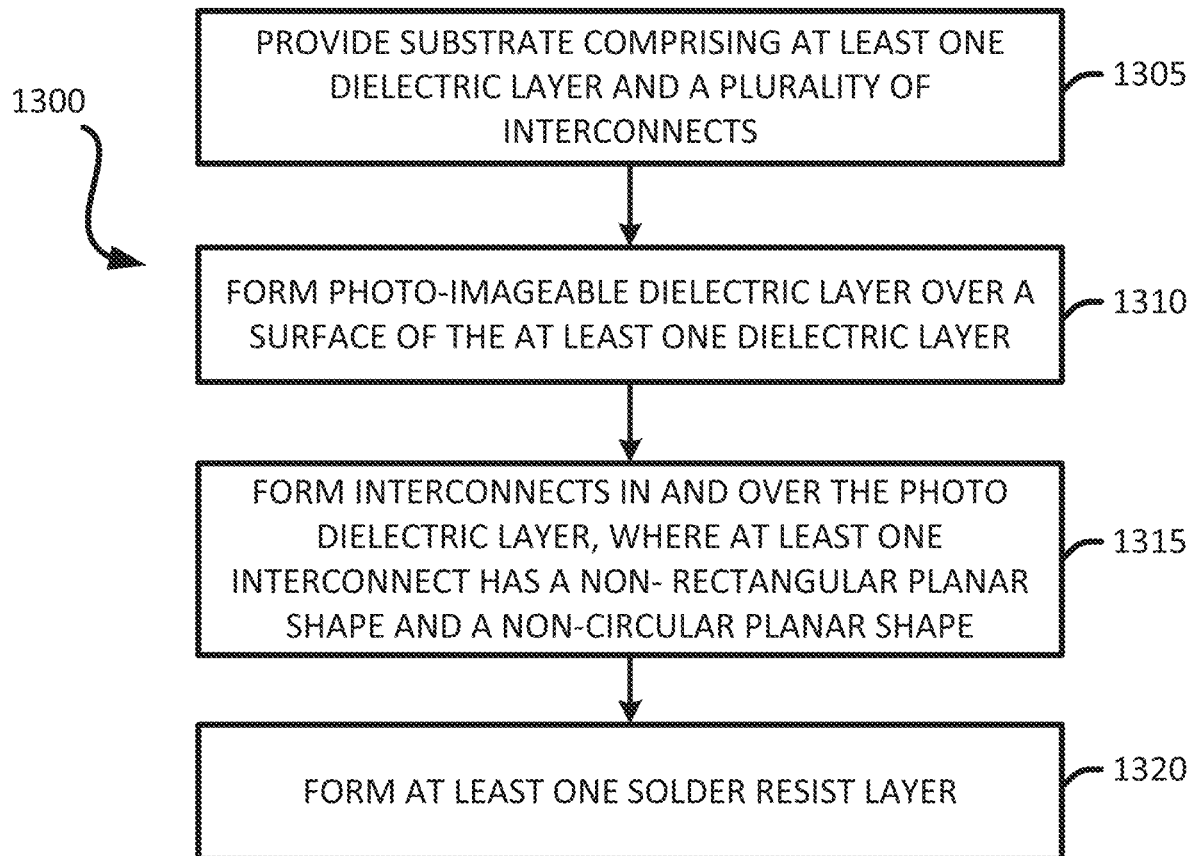 1300
PROVIDE SUBSTRATE COMPRISING AT LEAST ONE
DIELECTRIC LAYER AND A PLURALITY OF
INTERCONNECTS
1305
FORM PHOTO-IMAGEABLE DIELECTRIC LAYER OVER A
SURFACE OF THE AT LEAST ONE DIELECTRIC LAYER
1310
FORM INTERCONNECTS IN AND OVER THE PHOTO
DIELECTRIC LAYER, WHERE AT LEAST ONE
INTERCONNECT HAS A NON- RECTANGULAR PLANAR
SHAPE AND A NON-CIRCULAR PLANAR SHAPE
1315
FORM AT LEAST ONE SOLDER RESIST LAYER
1320